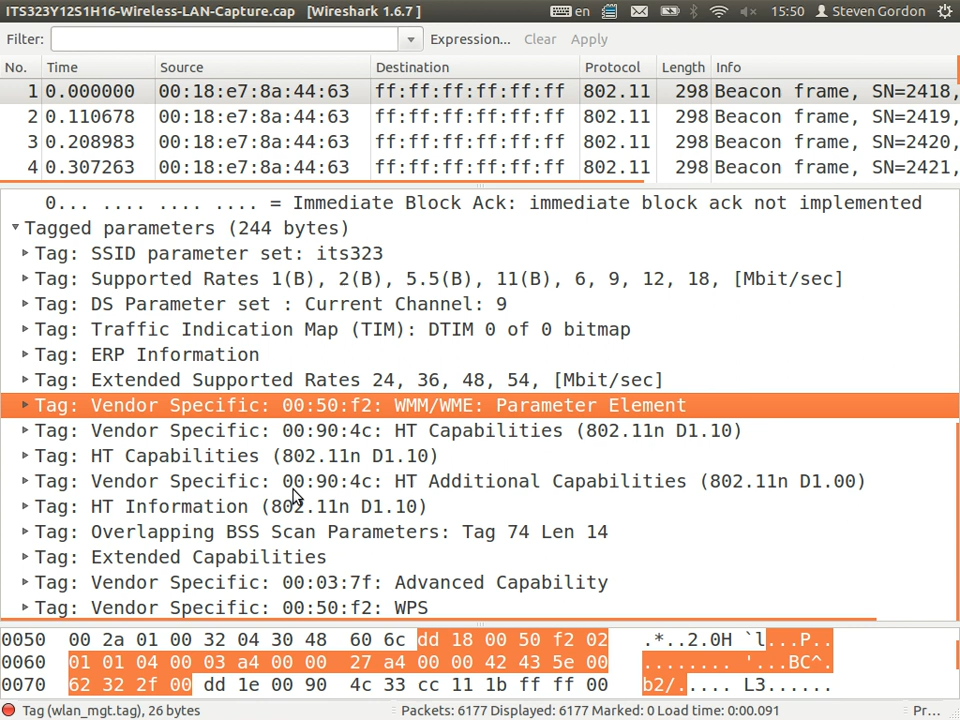 ITS323Y12S1H16-Wireless-LAN-Capture.cap [Wireshark 1.6.7 ] en 15:50 Steven Gordon
Filter: Expression... Clear Apply
No. Time Source Destination Protocol Length Info
1 0.000000 00:18:e7:8a:44:63 ff:ff:ff:ff:ff:ff 802.11 298 Beacon frame, SN=2418,
2 0.110678 00:18:e7:8a:44:63 ff:ff:ff:ff:ff:ff 802.11 298 Beacon frame, SN=2419,
3 0.208983 00:18:e7:8a:44:63 ff:ff:ff:ff:ff:ff 802.11 298 Beacon frame, SN=2420,
4 0.307263 00:18:e7:8a:44:63 ff:ff:ff:ff:ff:ff 802.11 298 Beacon frame, SN=2421,
0... .... .... .... = Immediate Block Ack: immediate block ack not implemented
Tagged parameters (244 bytes)
Tag: SSID parameter set: its323
Tag: Supported Rates 1(B), 2(B), 5.5(B), 11(B), 6, 9, 12, 18, [Mbit/sec]
Tag: DS Parameter set : Current Channel: 9
Tag: Traffic Indication Map (TIM): DTIM 0 of 0 bitmap
Tag: ERP Information
Tag: Extended Supported Rates 24, 36, 48, 54, [Mbit/sec]
Tag: Vendor Specific: 00:50:f2: WMM/WME: Parameter Element
Tag: Vendor Specific: 00:90:4c: HT Capabilities (802.11n D1.10)
Tag: HT Capabilities (802.11n D1.10)
Tag: Vendor Specific: 00:90:4c: HT Additional Capabilities (802.11n D1.00)
Tag: HT Information (802.11n D1.10)
Tag: Overlapping BSS Scan Parameters: Tag 74 Len 14
Tag: Extended Capabilities
Tag: Vendor Specific: 00:03:7f: Advanced Capability
Tag: Vendor Specific: 00:50:f2: WPS
0050 00 2a 01 00 32 04 30 48 60 6c dd 18 00 50 f2 02 .*..2.0H `l...P..
0060 01 01 04 00 03 a4 00 00 27 a4 00 00 42 43 5e 00 ........ '...BC^.
0070 62 32 2f 00 dd 1e 00 90 4c 33 cc 11 1b ff ff 00 b2/..... L3......
Tag (wlan_mgt.tag), 26 bytes Packets: 6177 Displayed: 6177 Marked: 0 Load time: 0:00.091 Pr...